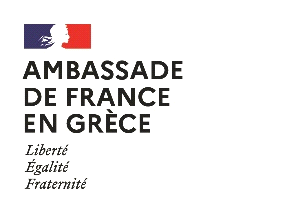 AMBASSADE
DE FRANCE
EN GRÈCE
Liberté
Égalité
Fraternité